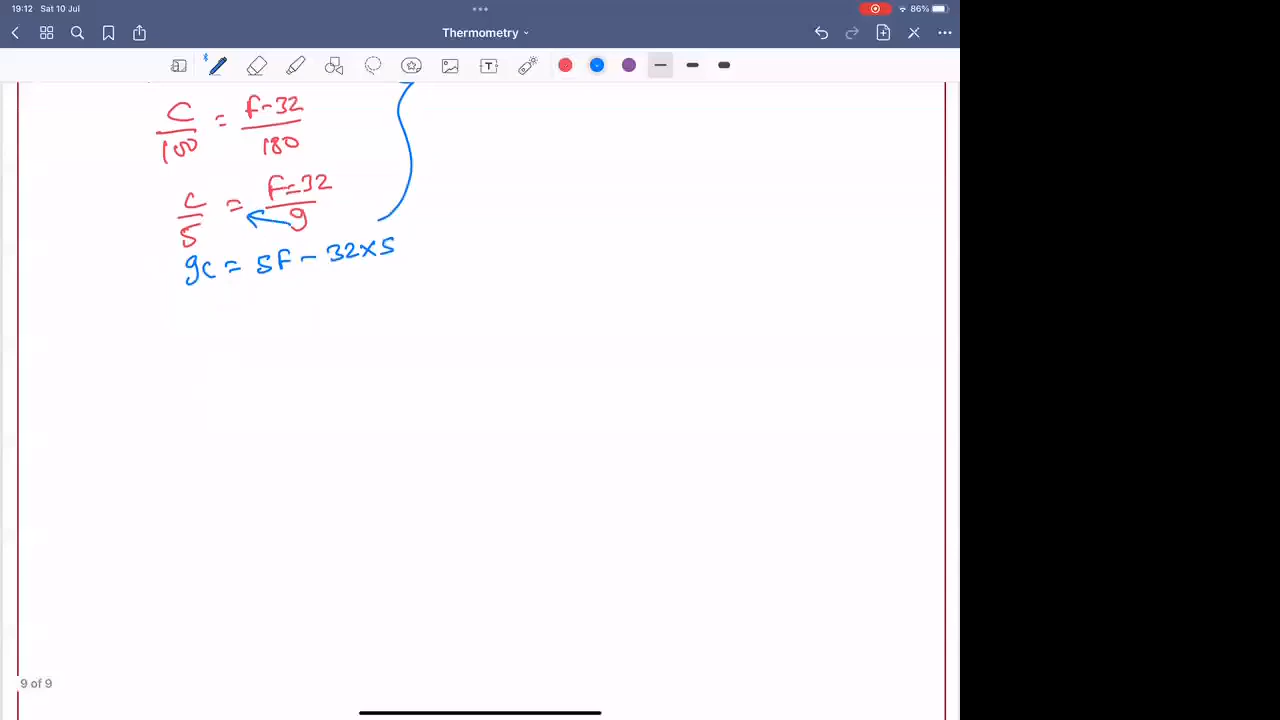 19:12 Sat 10 Jul
86%
Thermometry
C/100 = F-32/180
C/5 = F-32/9
9C = 5F - 32×5
9 of 9